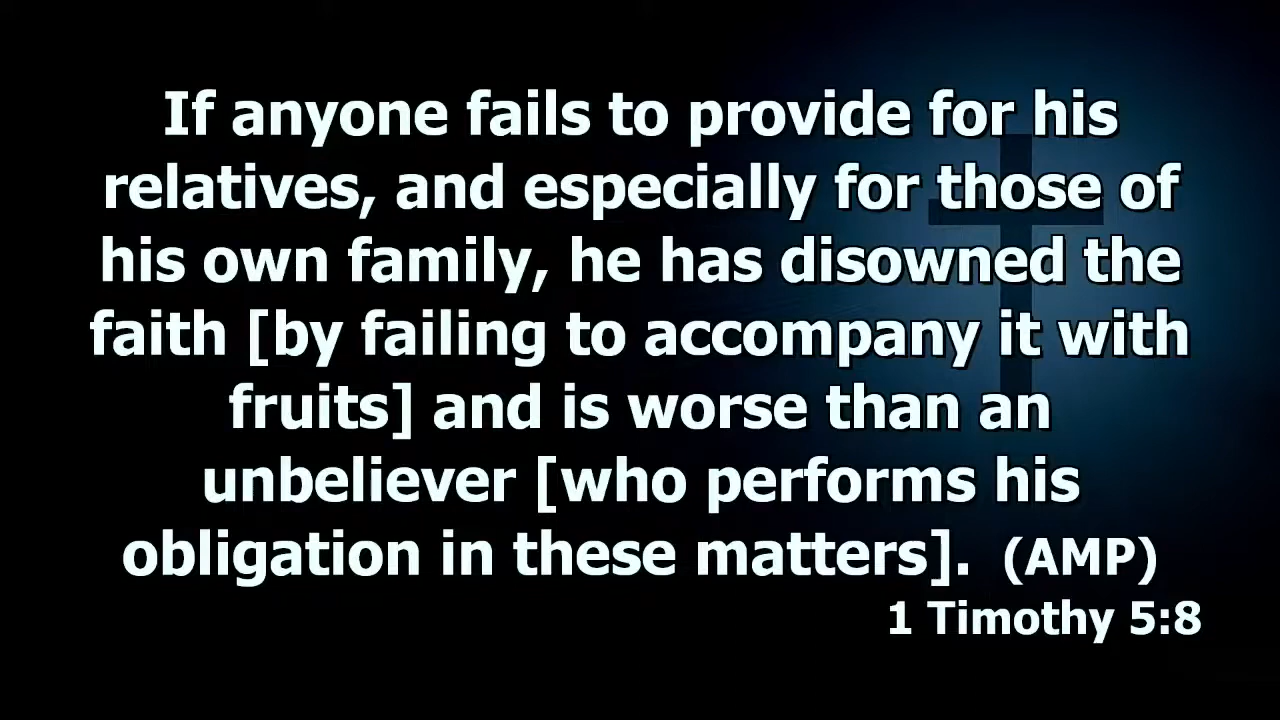 If anyone fails to provide for his
relatives, and especially for those of
his own family, he has disowned the
faith [by failing to accompany it with
fruits] and is worse than an
unbeliever [who performs his
obligation in these matters]. (AMP)
1 Timothy 5:8